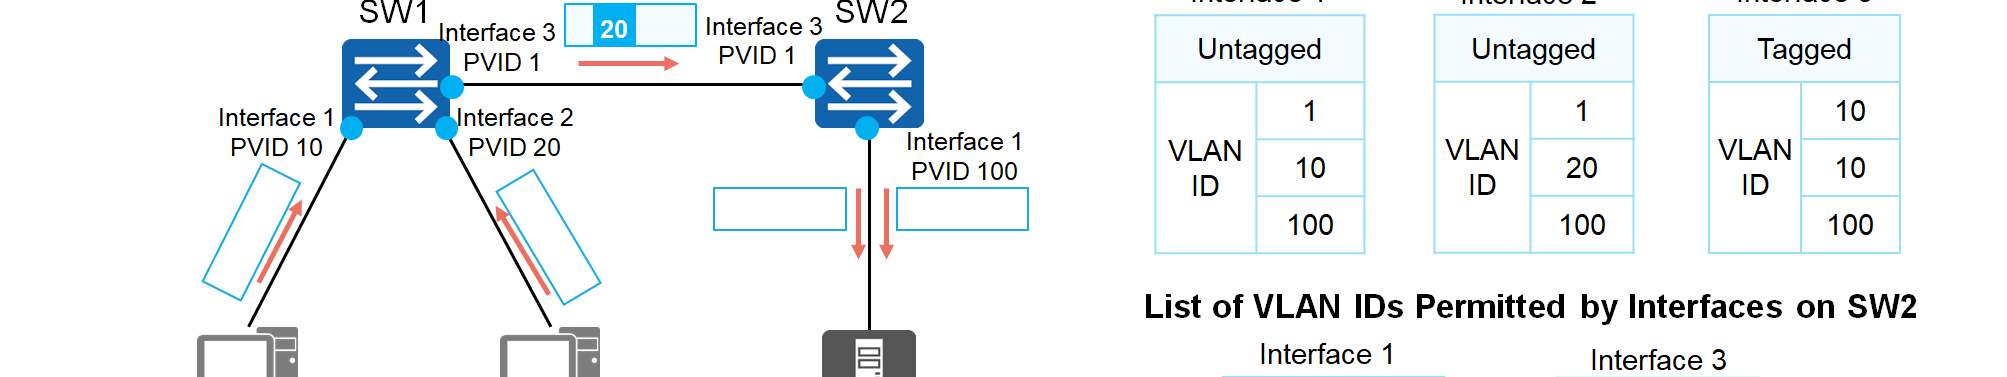 SW1
SW2
Interface 3
PVID 1
20
Interface 3
PVID 1
Interface 1
PVID 10
Interface 2
PVID 20
Interface 1
PVID 100
Untagged
VLAN ID
1
10
100
Untagged
VLAN ID
1
20
100
Tagged
VLAN ID
10
10
100
List of VLAN IDs Permitted by Interfaces on SW2
Interface 1
Interface 3